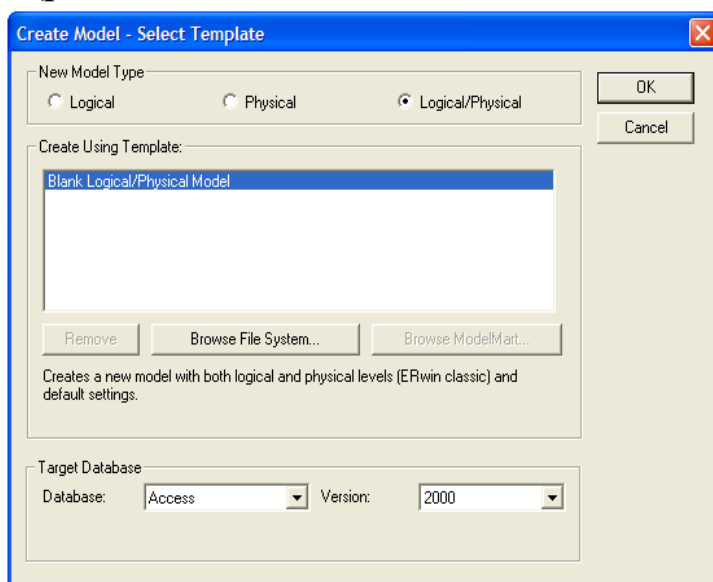 Create Model - Select Template
New Model Type
Logical
Physical
Logical/Physical
OK
Cancel
Create Using Template:
Blank Logical/Physical Model
Remove
Browse File System...
Browse ModelMart...
Creates a new model with both logical and physical levels (ERwin classic) and
default settings.
Target Database
Database:
Access
Version:
2000